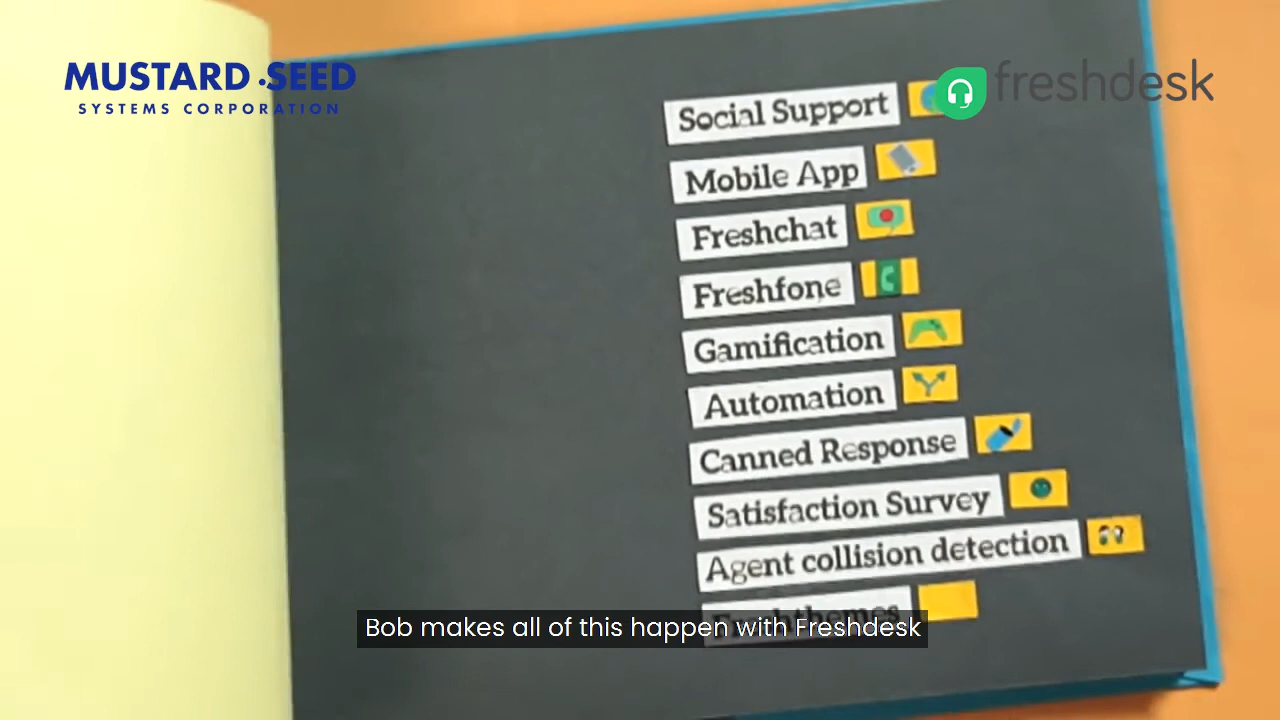 MUSTARD SEED
SYSTEMS CORPORATION
freshdesk
Social Support
Mobile App
Freshchat
Freshfone
Gamification
Automation
Canned Response
Satisfaction Survey
Agent collision detection
Freshthemes
Bob makes all of this happen with Freshdesk